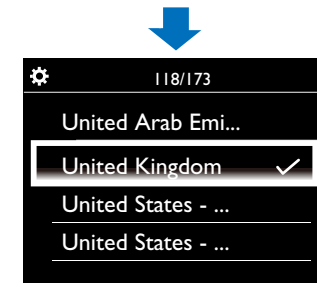 118/173
United Arab Emi...
United Kingdom
United States - ...
United States - ...